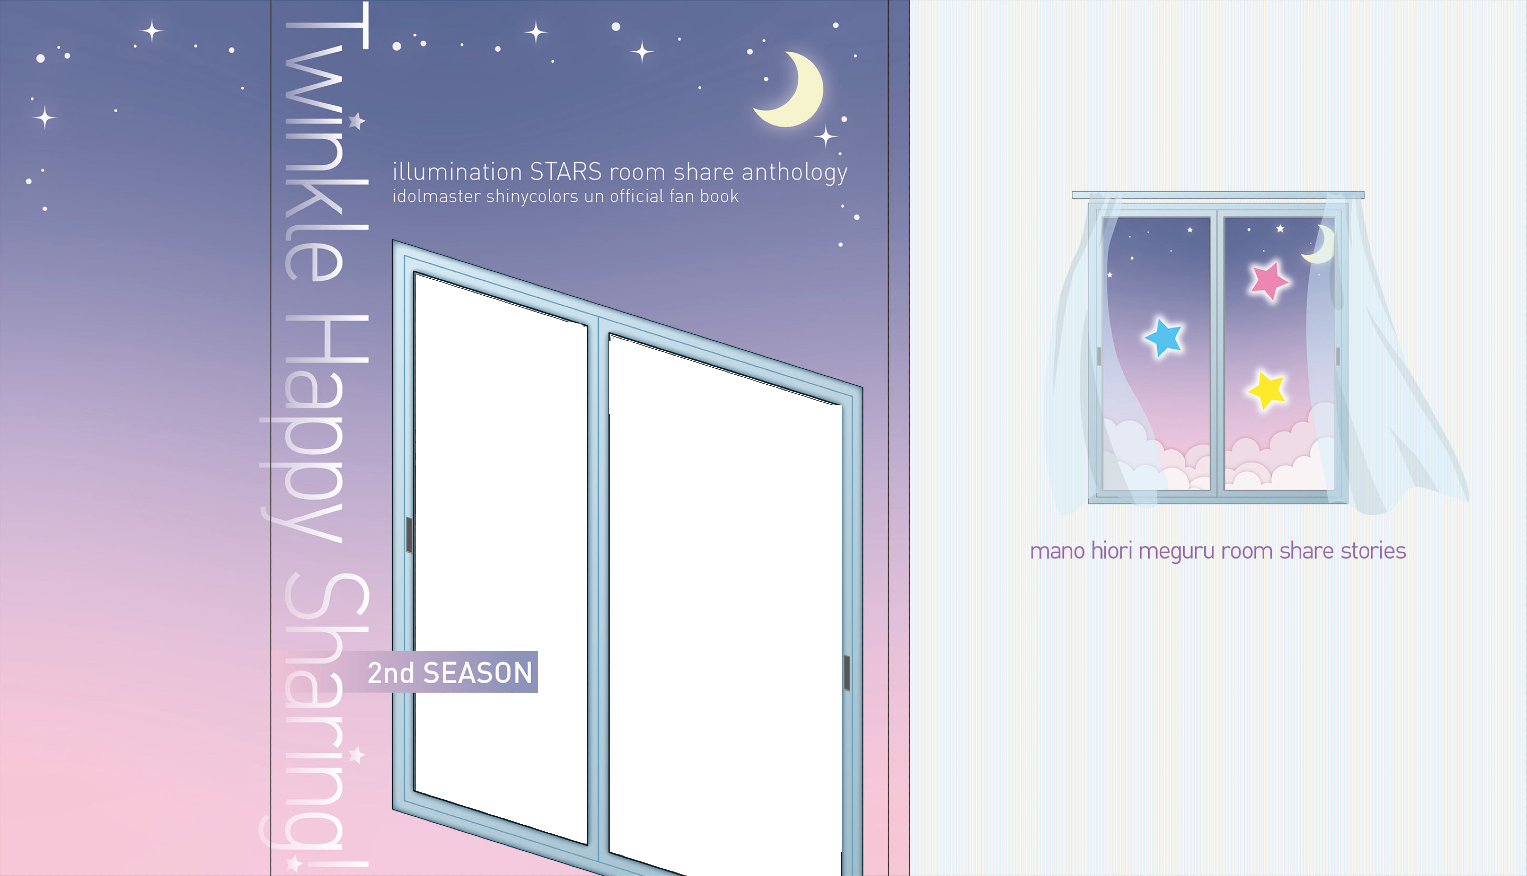 Twinkle Happy Sharing!
illumination STARS room share anthology
idolmaster shinycolors un official fan book
2nd SEASON
mano hiori meguru room share stories